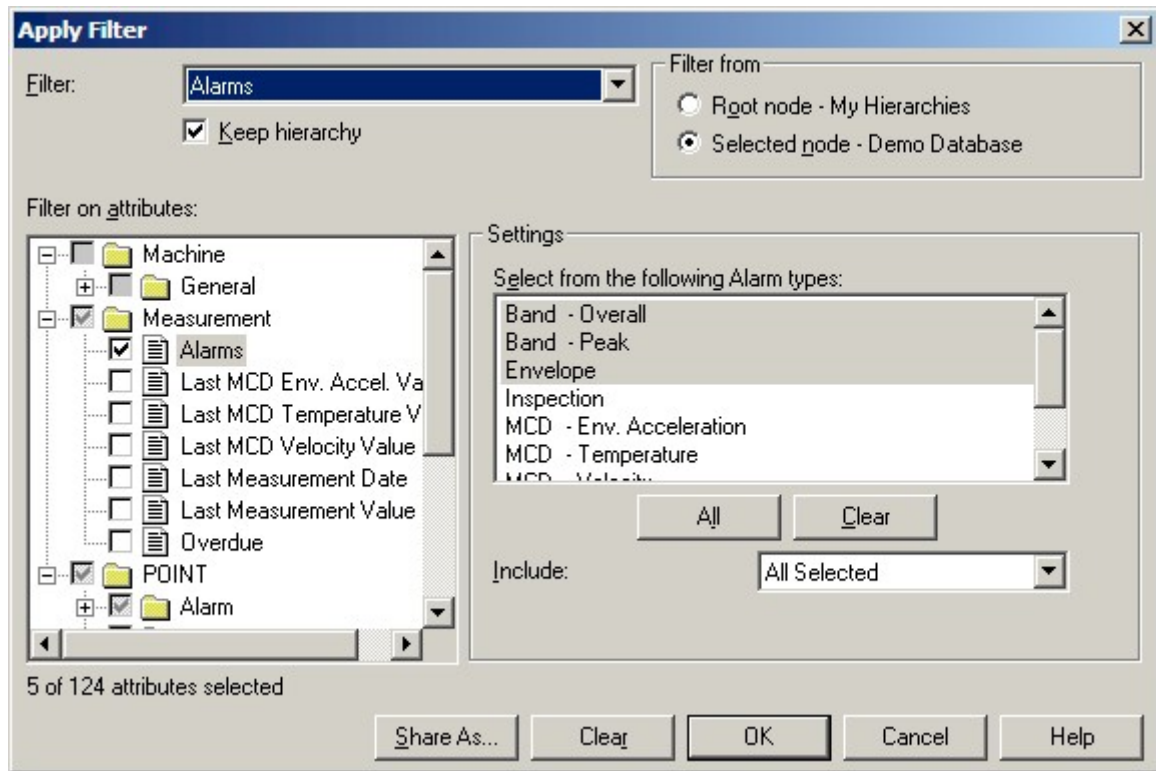 Apply Filter
Filter:
Alarms
Keep hierarchy
Filter from
Root node - My Hierarchies
Selected node - Demo Database
Filter on attributes:
Machine
General
Measurement
Alarms
Last MCD Env. Accel. Va
Last MCD Temperature V
Last MCD Velocity Value
Last Measurement Date
Last Measurement Value
Overdue
POINT
Alarm
Settings
Select from the following Alarm types:
Band - Overall
Band - Peak
Envelope
Inspection
MCD - Env. Acceleration
MCD - Temperature
MCD - Velocity
All
Clear
Include:
All Selected
5 of 124 attributes selected
Share As...
Clear
OK
Cancel
Help